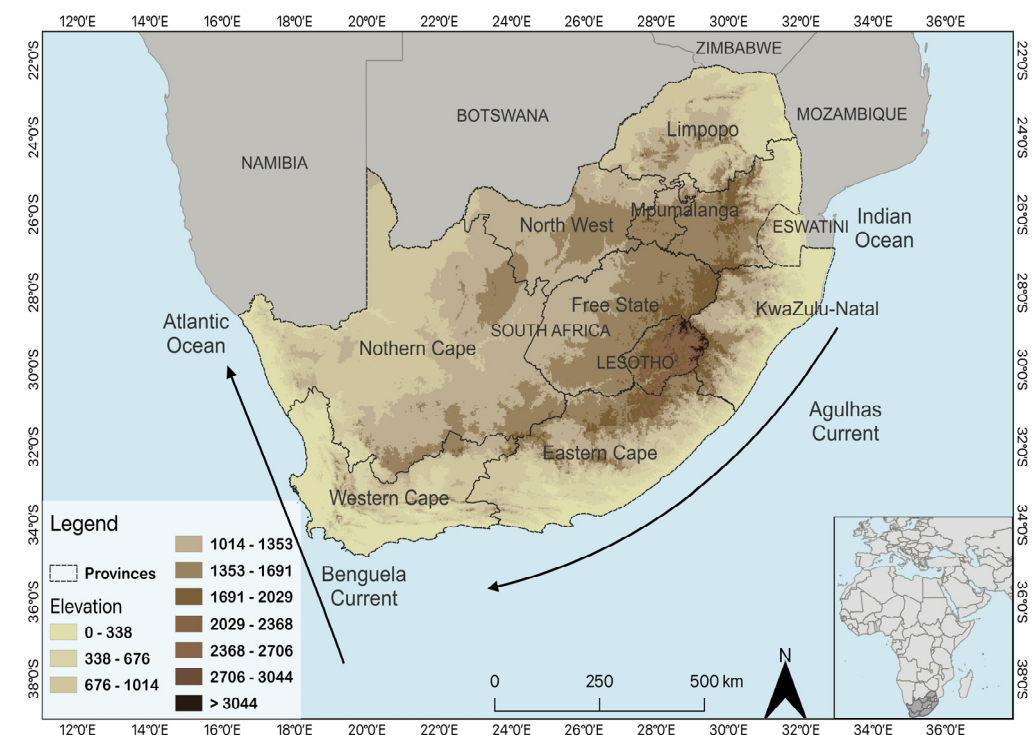 12°0'E 14°0'E 16°0'E 18°0'E 20°0'E 22°0'E 24°0'E 26°0'E 28°0'E 30°0'E 32°0'E 34°0'E 36°0'E
22°0'S
24°0'S
26°0'S
28°0'S
30°0'S
32°0'S
34°0'S
36°0'S
38°0'S
ZIMBABWE
BOTSWANA
MOZAMBIQUE
Limpopo
NAMIBIA
Mpumalanga
North West
ESWATINI
Indian
Ocean
Free State
KwaZulu-Natal
Atlantic
Ocean
SOUTH AFRICA
Nothern Cape
LESOTHO
Agulhas
Current
Eastern Cape
Western Cape
Benguela
Current
Legend
Provinces
Elevation
0 - 338
338 - 676
676 - 1014
1014 - 1353
1353 - 1691
1691 - 2029
2029 - 2368
2368 - 2706
2706 - 3044
> 3044
0 250 500 km
N
22°0'S
24°0'S
26°0'S
28°0'S
30°0'S
32°0'S
34°0'S
36°0'S
38°0'S
12°0'E 14°0'E 16°0'E 18°0'E 20°0'E 22°0'E 24°0'E 26°0'E 28°0'E 30°0'E 32°0'E 34°0'E 36°0'E